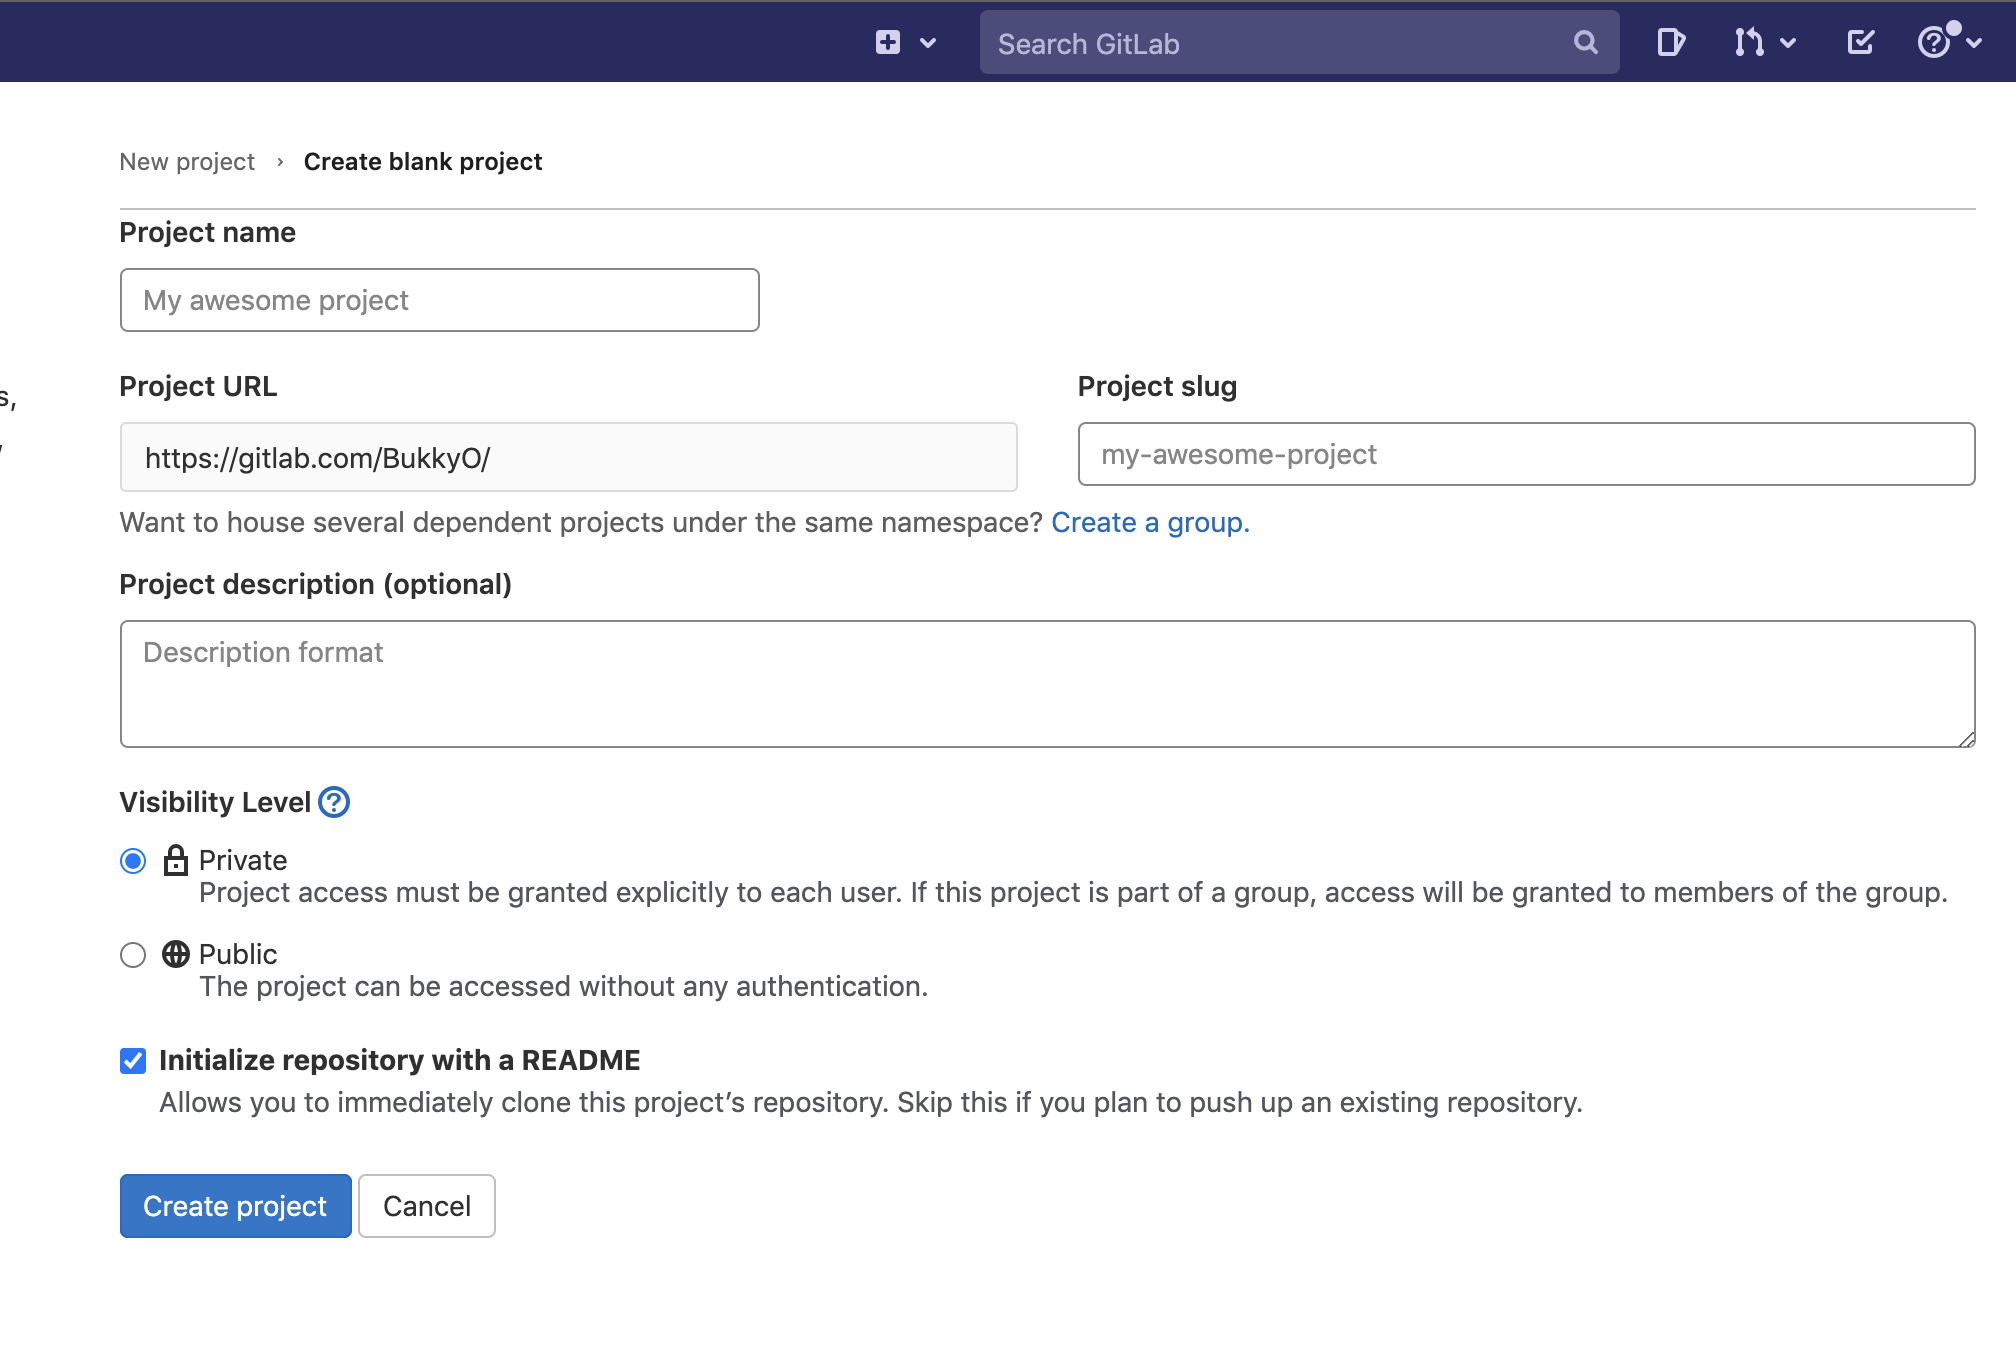 Search GitLab
New project › Create blank project
Project name
My awesome project
Project URL
Project slug
s,
https://gitlab.com/BukkyO/
my-awesome-project
Want to house several dependent projects under the same namespace? Create a group.
Project description (optional)
Description format
Visibility Level
Private
Project access must be granted explicitly to each user. If this project is part of a group, access will be granted to members of the group.
Public
The project can be accessed without any authentication.
Initialize repository with a README
Allows you to immediately clone this project's repository. Skip this if you plan to push up an existing repository.
Create project
Cancel